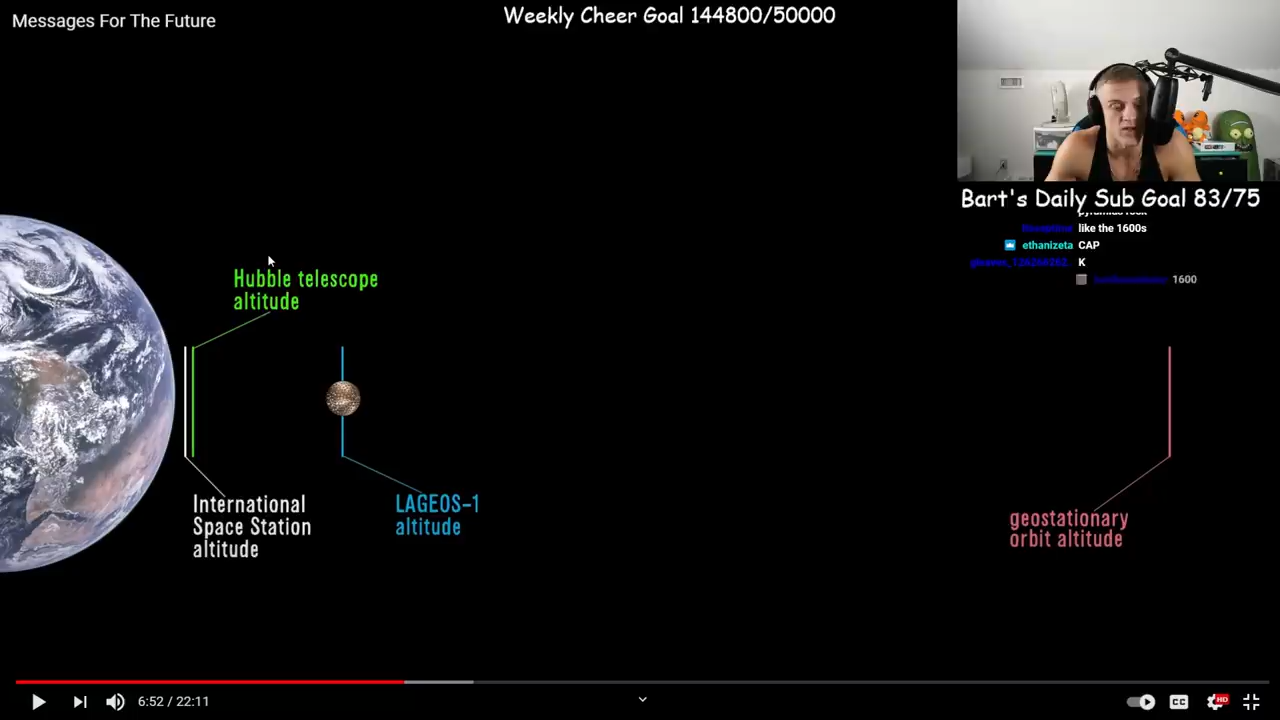 Messages For The Future
Weekly Cheer Goal 144800/50000
Bart's Daily Sub Goal 83/75
like the 1600s
ethanizeta CAP
K
1600
Hubble telescope
altitude
International
Space Station
altitude
LAGEOS-1
altitude
geostationary
orbit altitude
6:52 / 22:11
CC
HD